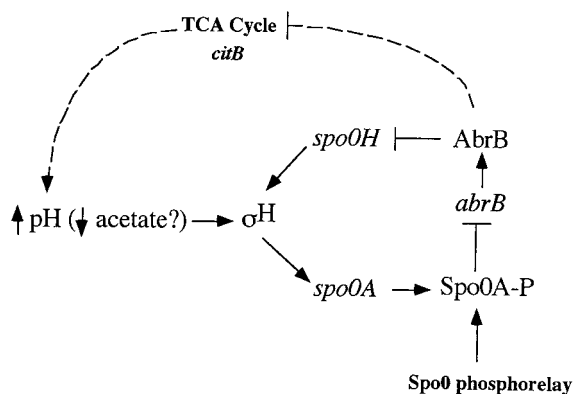 TCA Cycle
citB
spo0H
AbrB
pH ( acetate?)
σH
abrB
spo0A
Spo0A-P
Spo0 phosphorelay